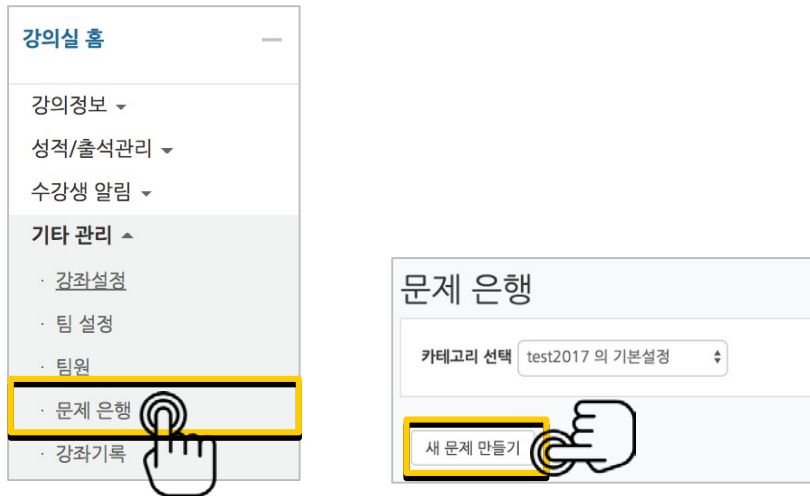 강의실 홈
강의정보
성적/출석관리
수강생 알림
기타 관리
· 강좌설정
· 팀 설정
· 팀원
· 문제 은행
· 강좌기록
문제 은행
카테고리 선택 test2017 의 기본설정
새 문제 만들기